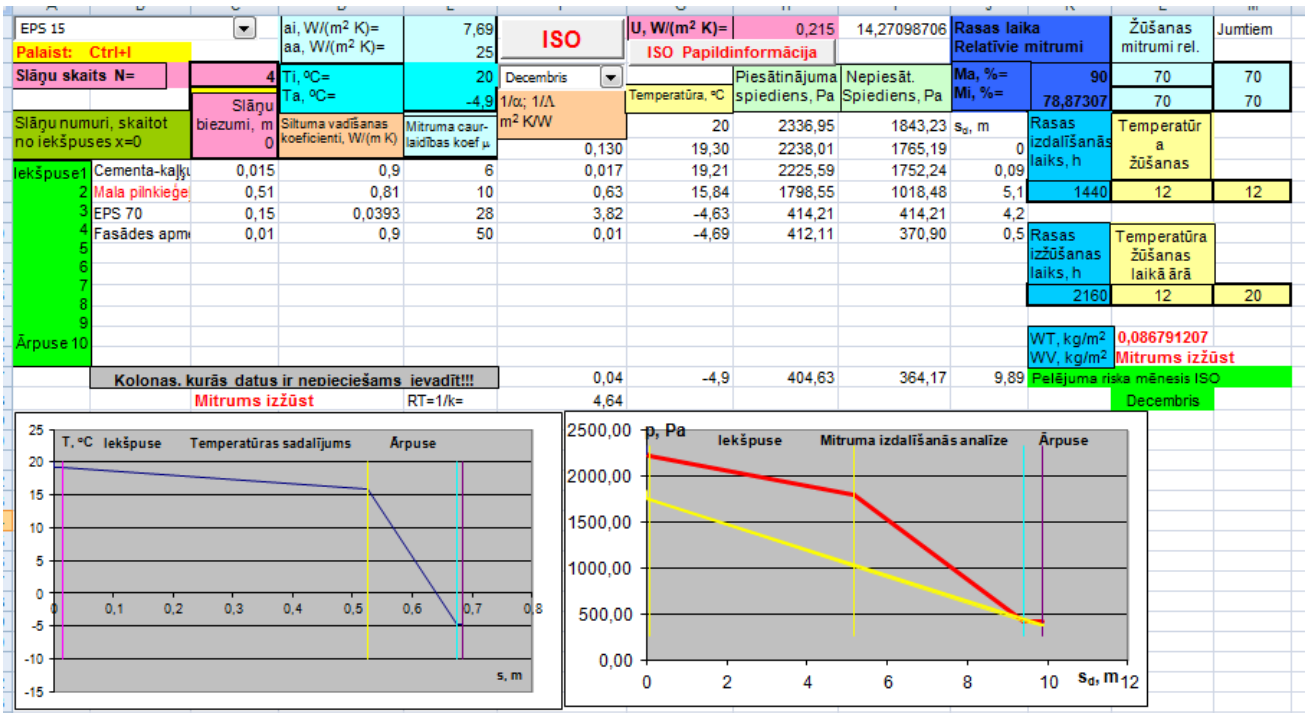 EPS 15 ai, W/(m² K)= 7,69 ISO U, W/(m² K)= 0,215 14,27098706 Rasas laika Žūšanas Jumtiem
Palaist: Ctrl+I aa, W/(m² K)= 25 ISO Papildinformācija Relatīvie mitrumi mitrumi rel.
Slāņu skaits N= 4 Ti, ºC= 20 Decembris Piesātinājuma Nepiesāt. Ma, %= 90 70 70
Slāņu Ta, ºC= -4,9 1/α; 1/Λ Temperatūra, ºC spiediens, Pa Spiediens, Pa Mi, %= 78,87307 70 70
Slāņu numuri, skaitot biezumi, m Siltuma vadīšanas Mitruma caur- m² K/W 20 2336,95 1843,23 s_d, m Rasas Temperatūr
no iekšpuses x=0 0 koeficienti, W/(m K) laidības koef μ 0,130 19,30 2238,01 1765,19 0 izdalīšanās a
iekšpuse1 Cementa-kaļķu 0,015 0,9 6 0,017 19,21 2225,59 1752,24 0,09 laiks, h žūšanas
2 Mala pilnkieģe 0,51 0,81 10 0,63 15,84 1798,55 1018,48 5,1 1440 12 12
3 EPS 70 0,15 0,0393 28 3,82 -4,63 414,21 414,21 4,2
4 Fasādes apme 0,01 0,9 50 0,01 -4,69 412,11 370,90 0,5 Rasas Temperatūra
5 izžūšanas žūšanas
6 laiks, h laikā ārā
7
8 2160 12 20
9
Ārpuse 10 WT, kg/m² 0,086791207
WV, kg/m² Mitrums izžūst
Kolonas, kurās datus ir nepieciešams ievadīt!!! 0,04 -4,9 404,63 364,17 9,89 Pelējuma riska mēnesis ISO
Mitrums izžūst RT=1/k= 4,64 Decembris
T, ºC Iekšpuse Temperatūras sadalījums Ārpuse
25
20
15
10
5
0
0,1 0,2 0,3 0,4 0,5 0,6 0,7 0,8
-5
-10
-15
s, m
p, Pa Iekšpuse Mitruma izdalīšanās analīze Ārpuse
2500,00
2000,00
1500,00
1000,00
500,00
0,00
0 2 4 6 8 10 s_d, m 12